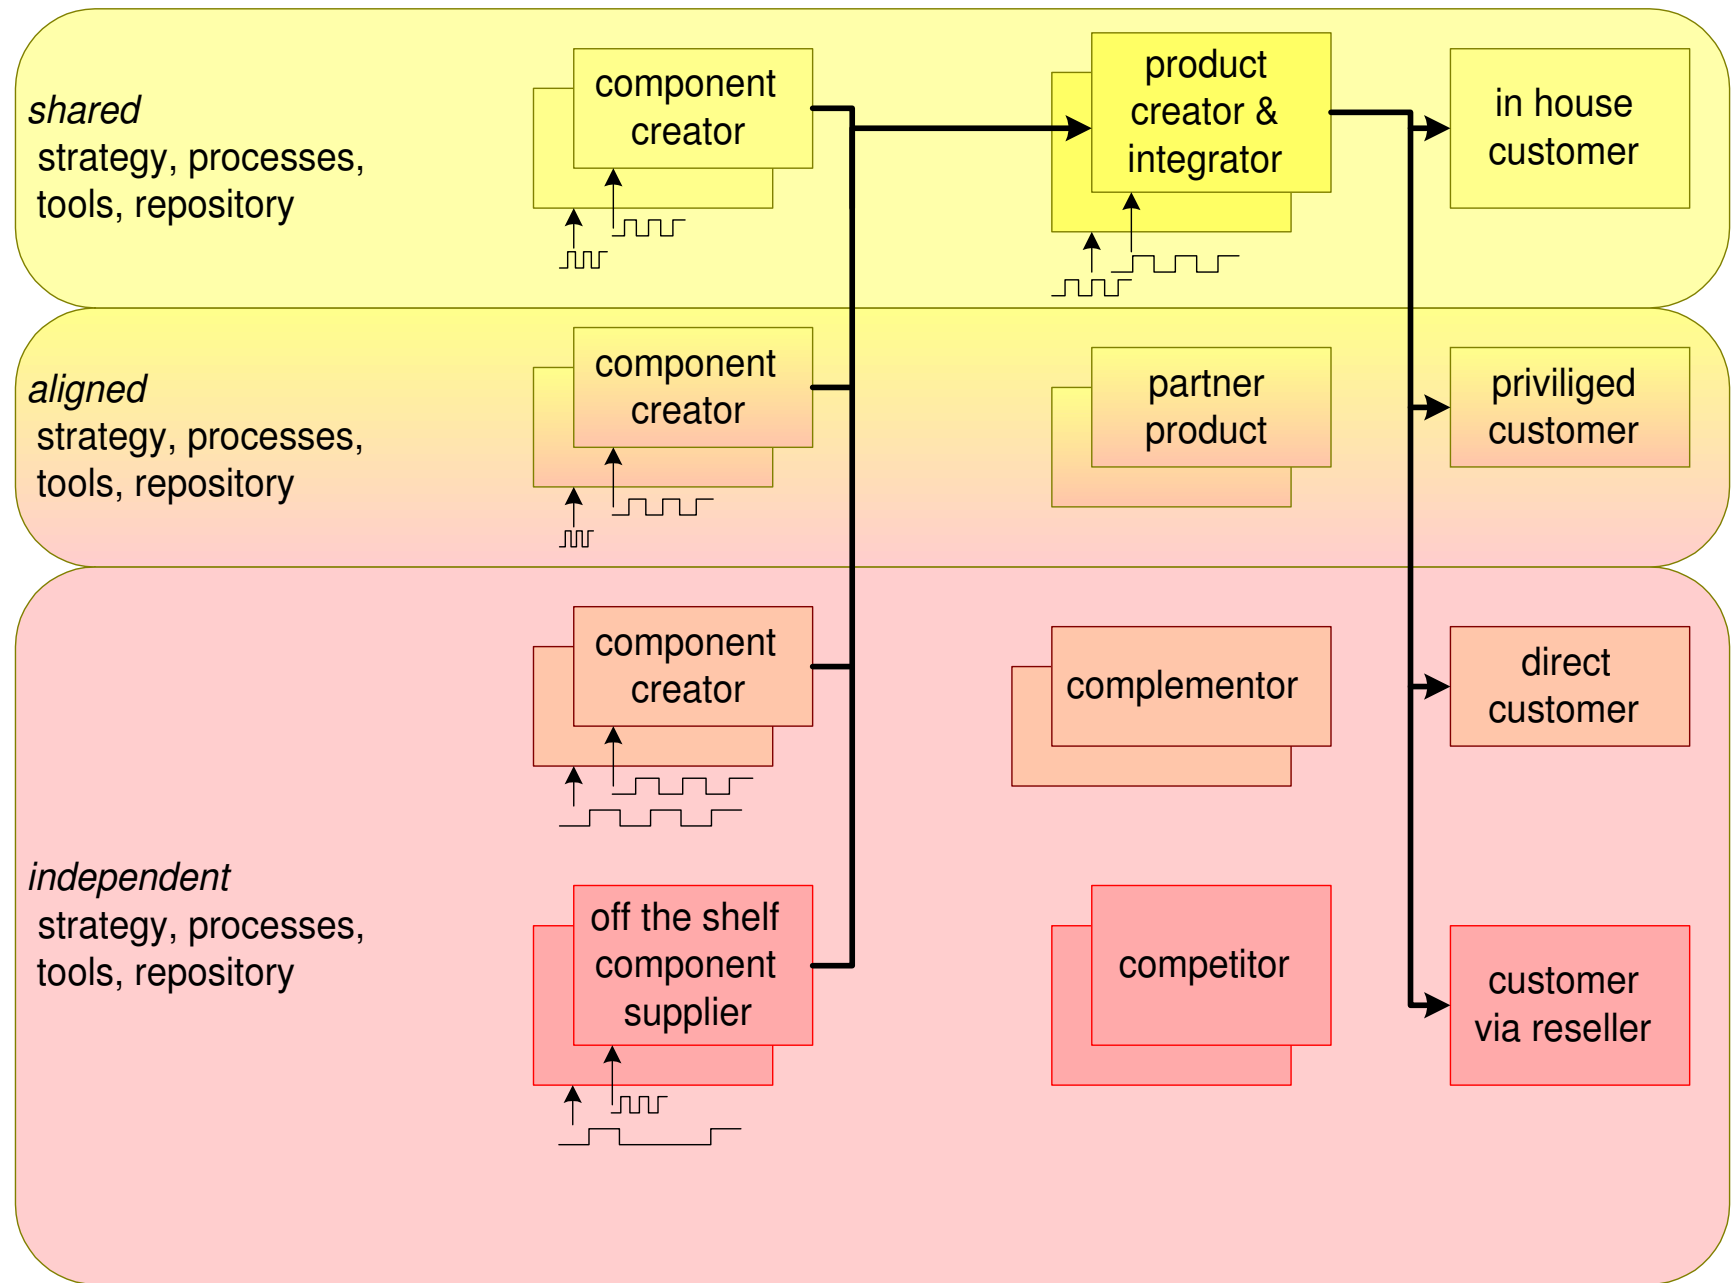 shared
strategy, processes,
tools, repository
component
creator
product
creator &
integrator
in house
customer
aligned
strategy, processes,
tools, repository
component
creator
partner
product
priviliged
customer
independent
strategy, processes,
tools, repository
component
creator
complementor
direct
customer
off the shelf
component
supplier
competitor
customer
via reseller